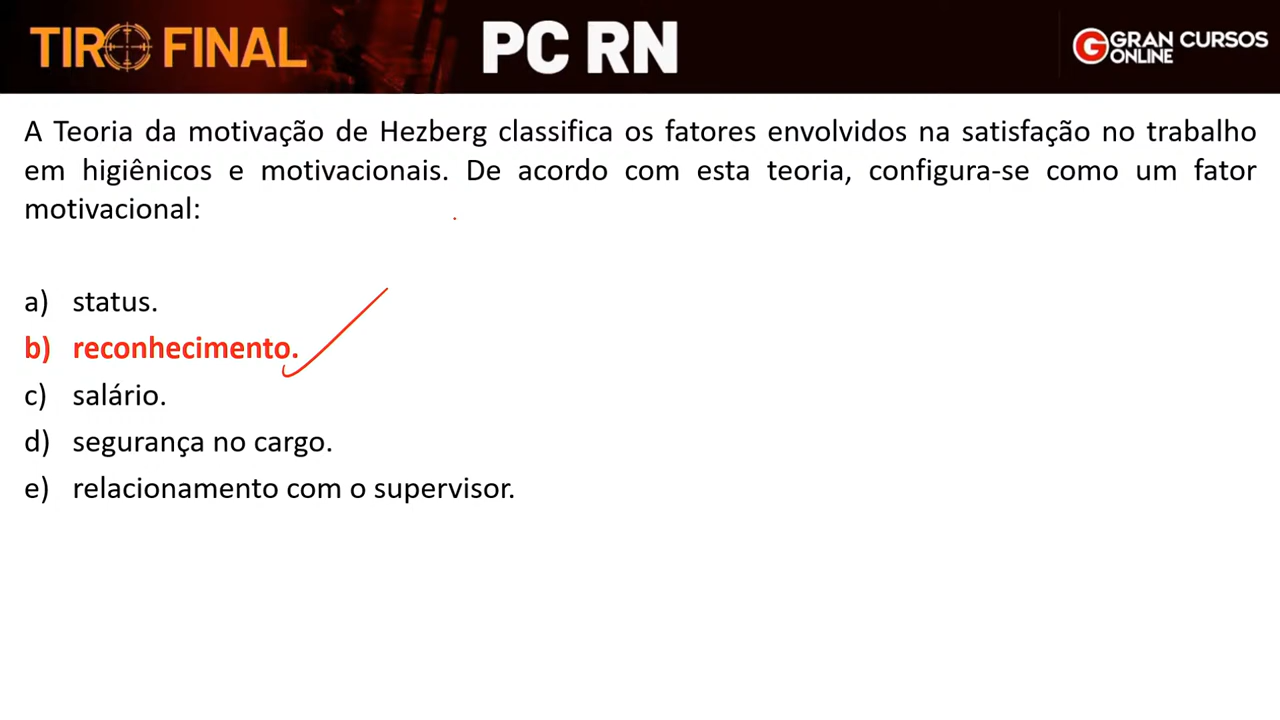 TIRO FINAL
PC RN
GRAN CURSOS
ONLINE
A Teoria da motivação de Hezberg classifica os fatores envolvidos na satisfação no trabalho
em higiênicos e motivacionais. De acordo com esta teoria, configura-se como um fator
motivacional:
a) status.
b) reconhecimento.
c) salário.
d) segurança no cargo.
e) relacionamento com o supervisor.